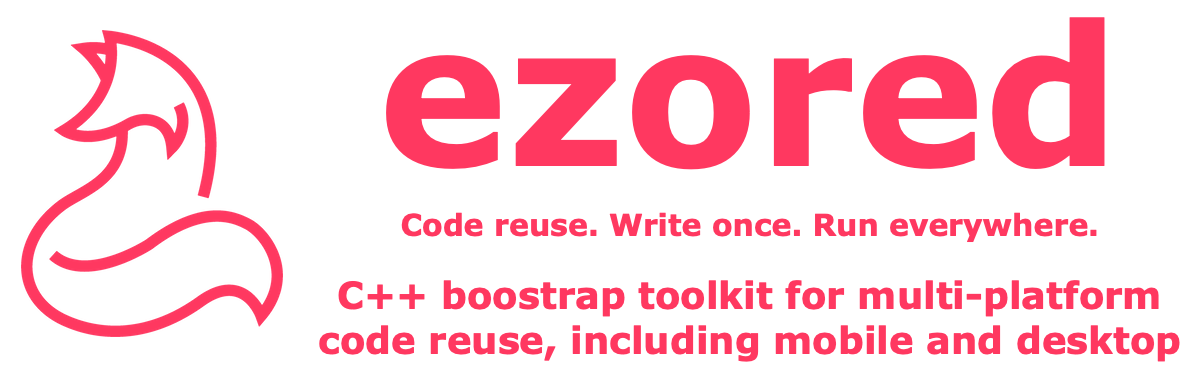 ezored
Code reuse. Write once. Run everywhere.
C++ boostrap toolkit for multi-platform
code reuse, including mobile and desktop